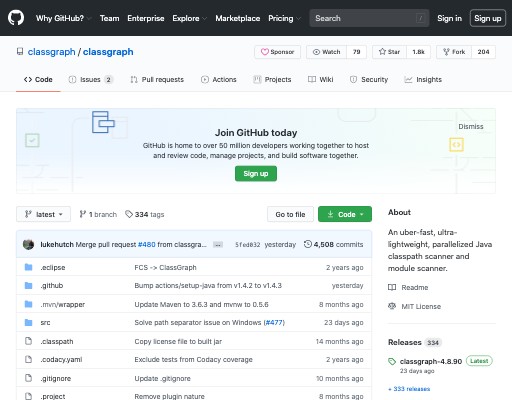 Why GitHub? Team Enterprise Explore Marketplace Pricing Search / Sign in Sign up
classgraph / classgraph Sponsor Watch 79 Star 1.8k Fork 204
Code Issues 2 Pull requests Actions Projects Wiki Security Insights
Dismiss
Join GitHub today
GitHub is home to over 50 million developers working together to host
and review code, manage projects, and build software together.
Sign up
latest 1 branch 334 tags Go to file Code
lukehutch Merge pull request #480 from classgra... ... 5fed032 yesterday 4,508 commits
.eclipse FCS -> ClassGraph 2 years ago
.github Bump actions/setup-java from v1.4.2 to v1.4.3 yesterday
.mvn/wrapper Update Maven to 3.6.3 and mvnw to 0.5.6 8 months ago
src Solve path separator issue on Windows (#477) 23 days ago
.classpath Copy license file to built jar 14 months ago
.codacy.yaml Exclude tests from Codacy coverage 2 years ago
.gitignore Update .gitignore 10 months ago
.project Remove plugin nature 8 months ago
About
An uber-fast, ultra-
lightweight, parallelized Java
classpath scanner and
module scanner.
Readme
MIT License
Releases 334
classgraph-4.8.90 Latest
23 days ago
+ 333 releases